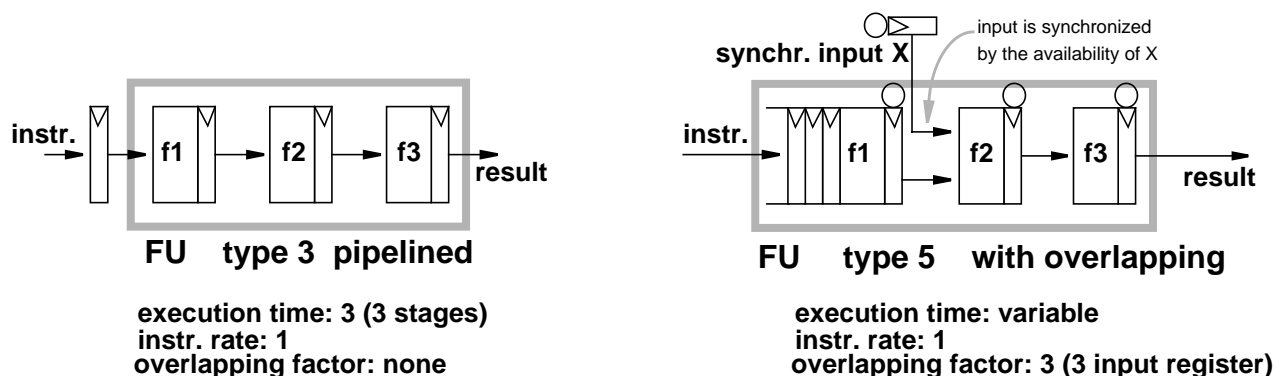 instr.
f1
f2
f3
result
FU type 3 pipelined
execution time: 3 (3 stages)
instr. rate: 1
overlapping factor: none
synchr. input X
input is synchronized
by the availability of X
instr.
f1
f2
f3
result
FU type 5 with overlapping
execution time: variable
instr. rate: 1
overlapping factor: 3 (3 input register)